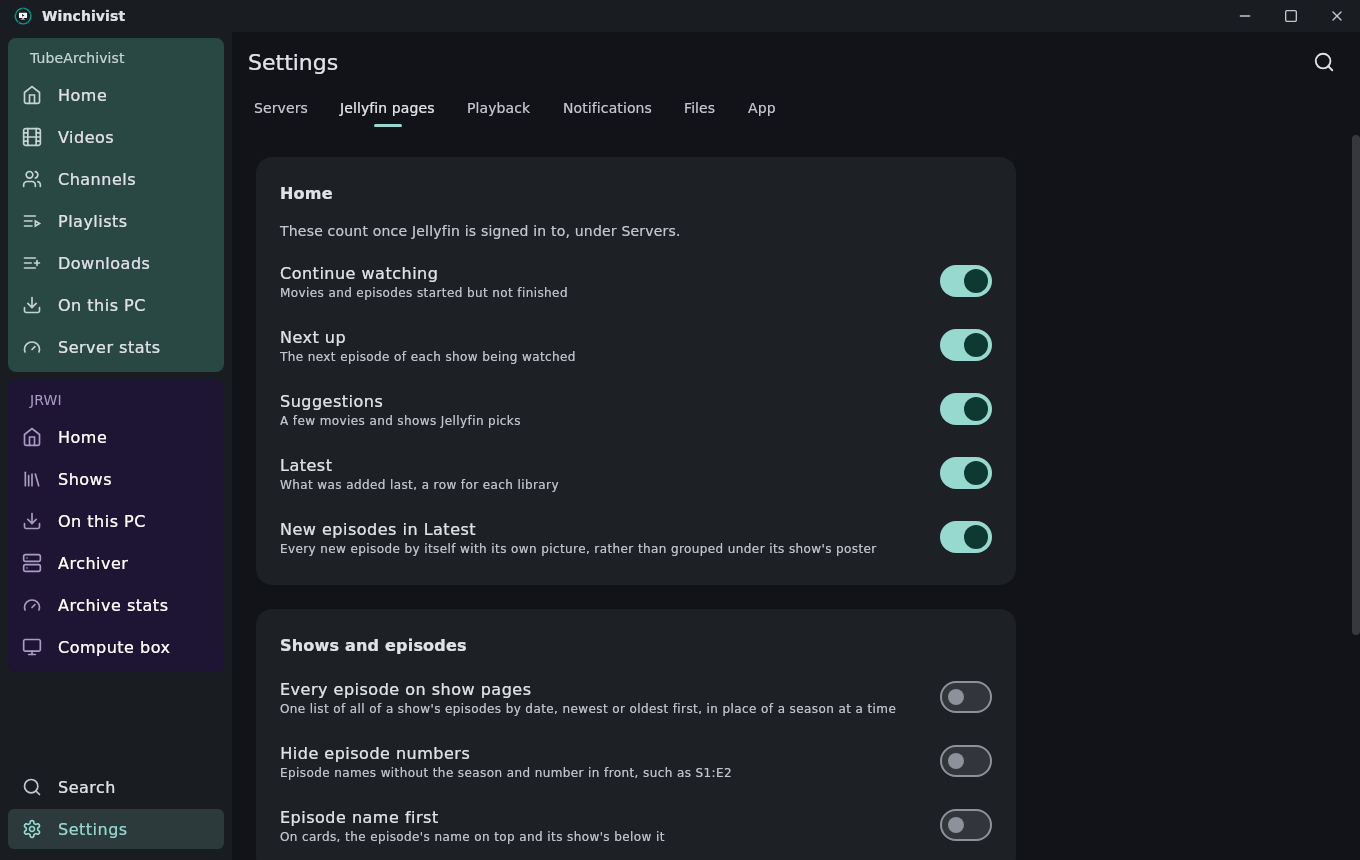 Winchivist
TubeArchivist
Home
Videos
Channels
Playlists
Downloads
On this PC
Server stats
JRWI
Home
Shows
On this PC
Archiver
Archive stats
Compute box
Search
Settings
Settings
Servers
Jellyfin pages
Playback
Notifications
Files
App
Home
These count once Jellyfin is signed in to, under Servers.
Continue watching
Movies and episodes started but not finished
Next up
The next episode of each show being watched
Suggestions
A few movies and shows Jellyfin picks
Latest
What was added last, a row for each library
New episodes in Latest
Every new episode by itself with its own picture, rather than grouped under its show's poster
Shows and episodes
Every episode on show pages
One list of all of a show's episodes by date, newest or oldest first, in place of a season at a time
Hide episode numbers
Episode names without the season and number in front, such as S1:E2
Episode name first
On cards, the episode's name on top and its show's below it